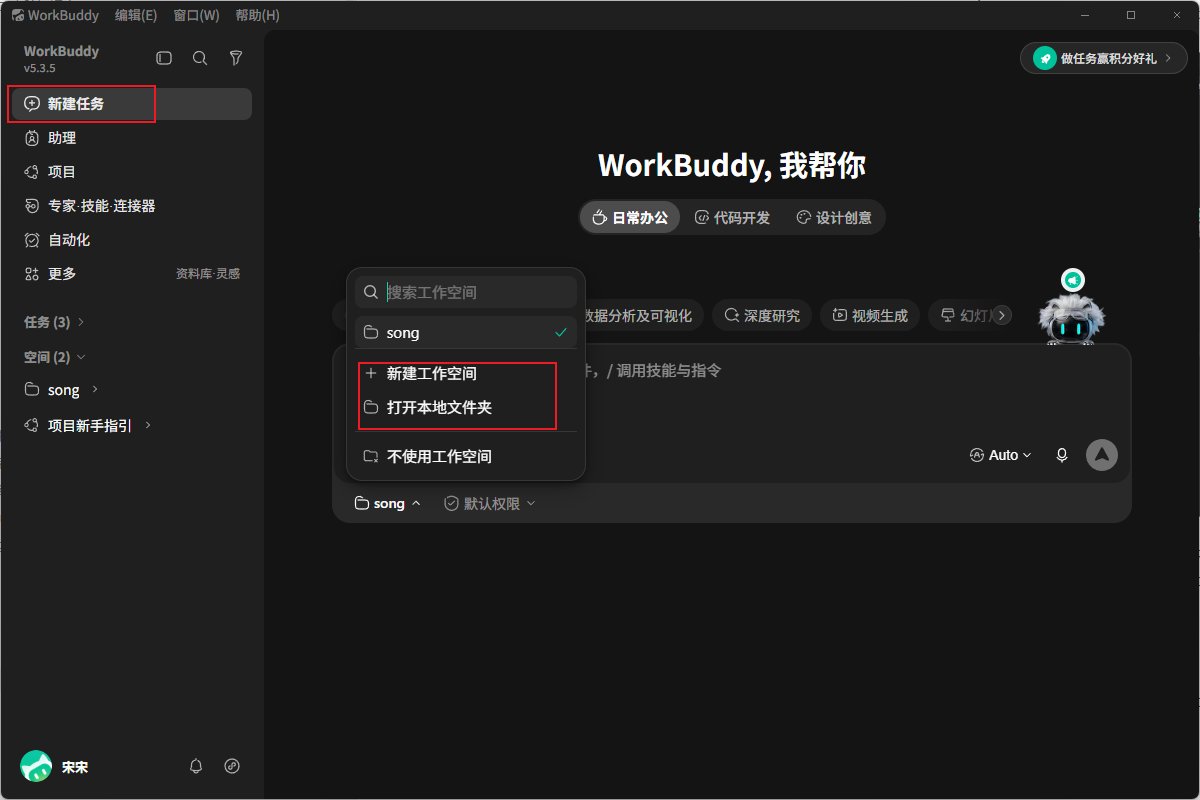 WorkBuddy 编辑(E) 窗口(W) 帮助(H)
WorkBuddy
v5.3.5
做任务赢积分好礼
新建任务
助理
项目
专家·技能·连接器
自动化
更多 资料库·灵感
任务 (3)
空间 (2)
song
项目新手指引
WorkBuddy, 我帮你
日常办公 代码开发 设计创意
搜索工作空间
song
数据分析及可视化 深度研究 视频生成 幻灯
新建工作空间
打开本地文件夹
不使用工作空间
, / 调用技能与指令
Auto
song 默认权限
宋宋